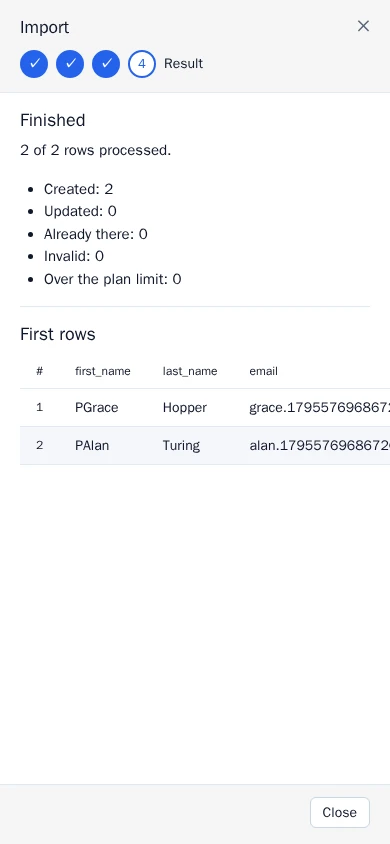 Import
✓ ✓ ✓ 4 Result
Finished
2 of 2 rows processed.
• Created: 2
• Updated: 0
• Already there: 0
• Invalid: 0
• Over the plan limit: 0
First rows
# first_name last_name email
1 PGrace Hopper
2 PAlan Turing
Close